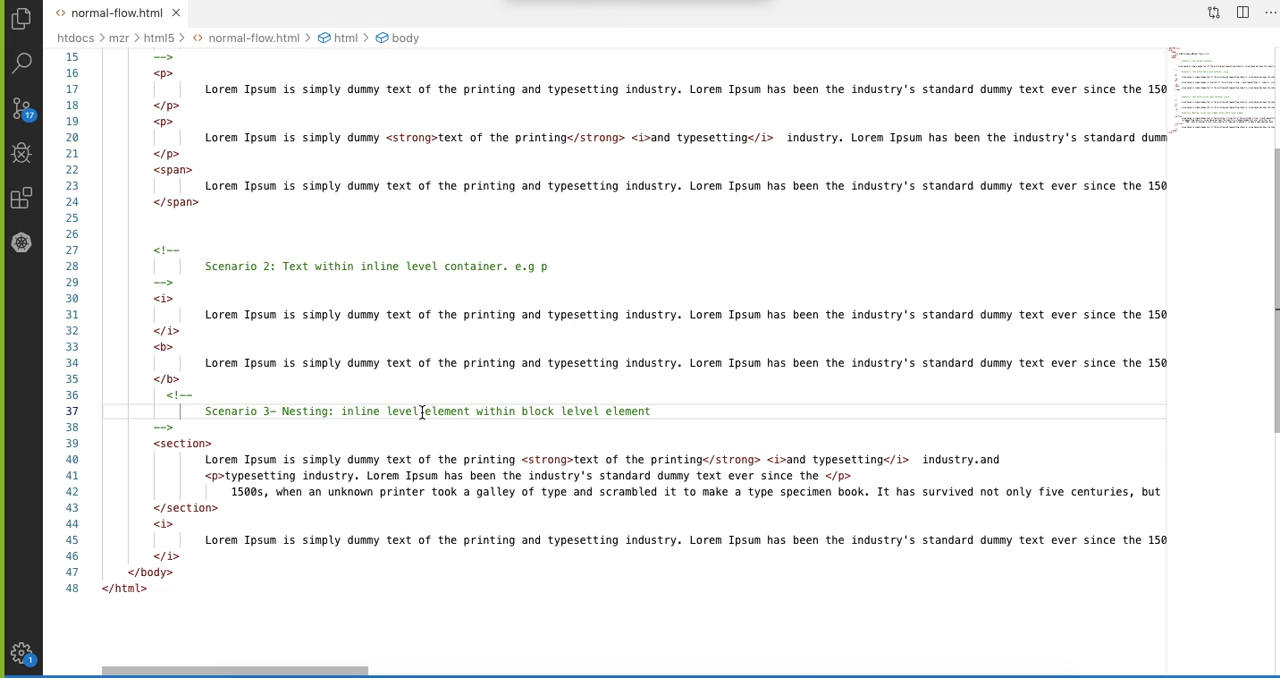 normal-flow.html
htdocs > mzr > html5 > normal-flow.html > html > body
15 -->
16 <p>
17 Lorem Ipsum is simply dummy text of the printing and typesetting industry. Lorem Ipsum has been the industry's standard dummy text ever since the 150
18 </p>
19 <p>
20 Lorem Ipsum is simply dummy <strong>text of the printing</strong> <i>and typesetting</i>  industry. Lorem Ipsum has been the industry's standard dumm
21 </p>
22 <span>
23 Lorem Ipsum is simply dummy text of the printing and typesetting industry. Lorem Ipsum has been the industry's standard dummy text ever since the 150
24 </span>
25
26
27 <!--
28 Scenario 2: Text within inline level container. e.g p
29 -->
30 <i>
31 Lorem Ipsum is simply dummy text of the printing and typesetting industry. Lorem Ipsum has been the industry's standard dummy text ever since the 150
32 </i>
33 <b>
34 Lorem Ipsum is simply dummy text of the printing and typesetting industry. Lorem Ipsum has been the industry's standard dummy text ever since the 150
35 </b>
36 <!--
37 Scenario 3- Nesting: inline level element within block lelvel element
38 -->
39 <section>
40 Lorem Ipsum is simply dummy text of the printing <strong>text of the printing</strong> <i>and typesetting</i>  industry.and
41 <p>typesetting industry. Lorem Ipsum has been the industry's standard dummy text ever since the </p>
42 1500s, when an unknown printer took a galley of type and scrambled it to make a type specimen book. It has survived not only five centuries, but
43 </section>
44 <i>
45 Lorem Ipsum is simply dummy text of the printing and typesetting industry. Lorem Ipsum has been the industry's standard dummy text ever since the 150
46 </i>
47 </body>
48 </html>
17
1